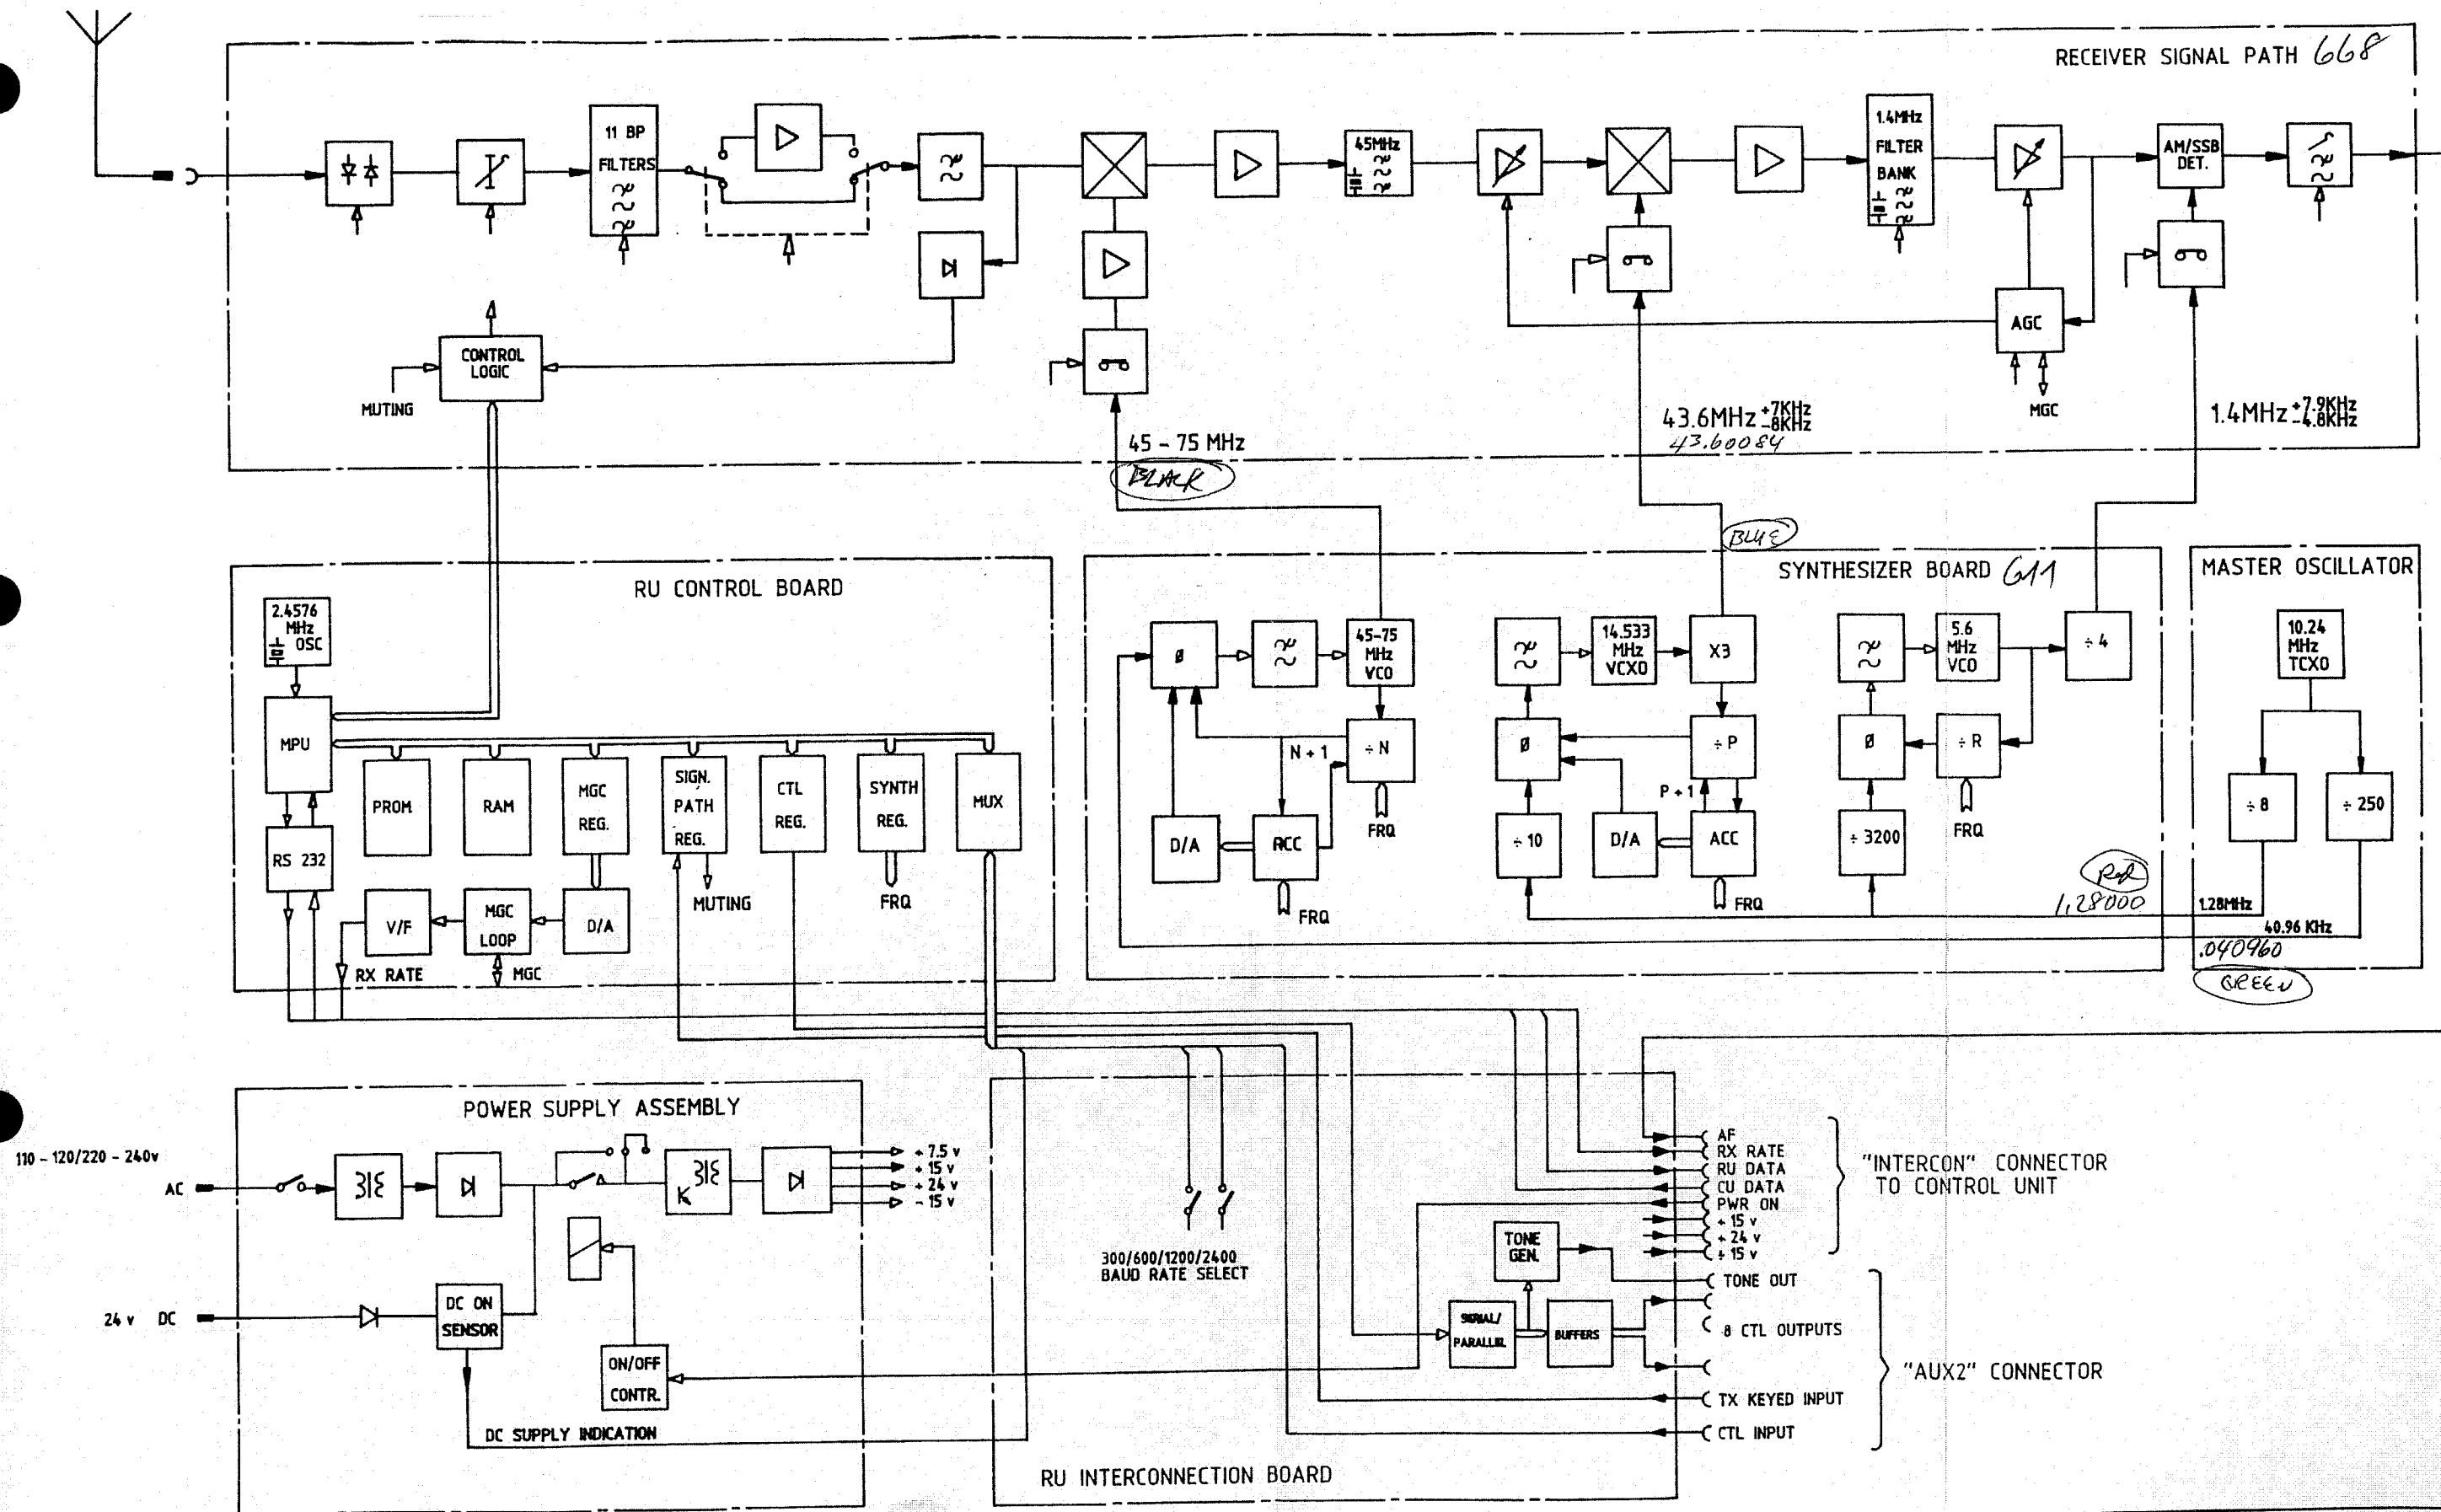 RECEIVER SIGNAL PATH 668
11 BP
FILTERS
45MHz
1.4MHz
FILTER
BANK
AM/SSB
DET.
CONTROL
LOGIC
MUTING
AGC
MGC
45 - 75 MHz
BLACK
43.6MHz +7KHz
-8KHz
43.60084
1.4MHz +7.9KHz
-4.8KHz
BLUE
RU CONTROL BOARD
2.4576
MHz
OSC
MPU
PROM
RAM
MGC
REG.
SIGN.
PATH
REG.
CTL
REG.
SYNTH
REG.
MUX
RS 232
V/F
MGC
LOOP
D/A
MUTING
FRQ
RX RATE
MGC
SYNTHESIZER BOARD 611
ø
45-75
MHz
VCO
14.533
MHz
VCXO
X3
5.6
MHz
VCO
÷ 4
N + 1
÷ N
ø
÷ P
ø
÷ R
P + 1
FRQ
FRQ
D/A
ACC
÷ 10
D/A
ACC
÷ 3200
FRQ
FRQ
Red
1,28000
MASTER OSCILLATOR
10.24
MHz
TCXO
÷ 8
÷ 250
1.28MHz
40.96 KHz
.040960
GREEN
POWER SUPPLY ASSEMBLY
110 - 120/220 - 240v
AC
K
+ 7.5 v
+ 15 v
+ 24 v
- 15 v
24 v DC
DC ON
SENSOR
ON/OFF
CONTR.
DC SUPPLY INDICATION
300/600/1200/2400
BAUD RATE SELECT
TONE
GEN.
SERIAL/
PARALLEL
BUFFERS
AF
RX RATE
RU DATA
CU DATA
PWR ON
+ 15 v
+ 24 v
÷ 15 v
"INTERCON" CONNECTOR
TO CONTROL UNIT
TONE OUT
8 CTL OUTPUTS
"AUX2" CONNECTOR
TX KEYED INPUT
CTL INPUT
RU INTERCONNECTION BOARD